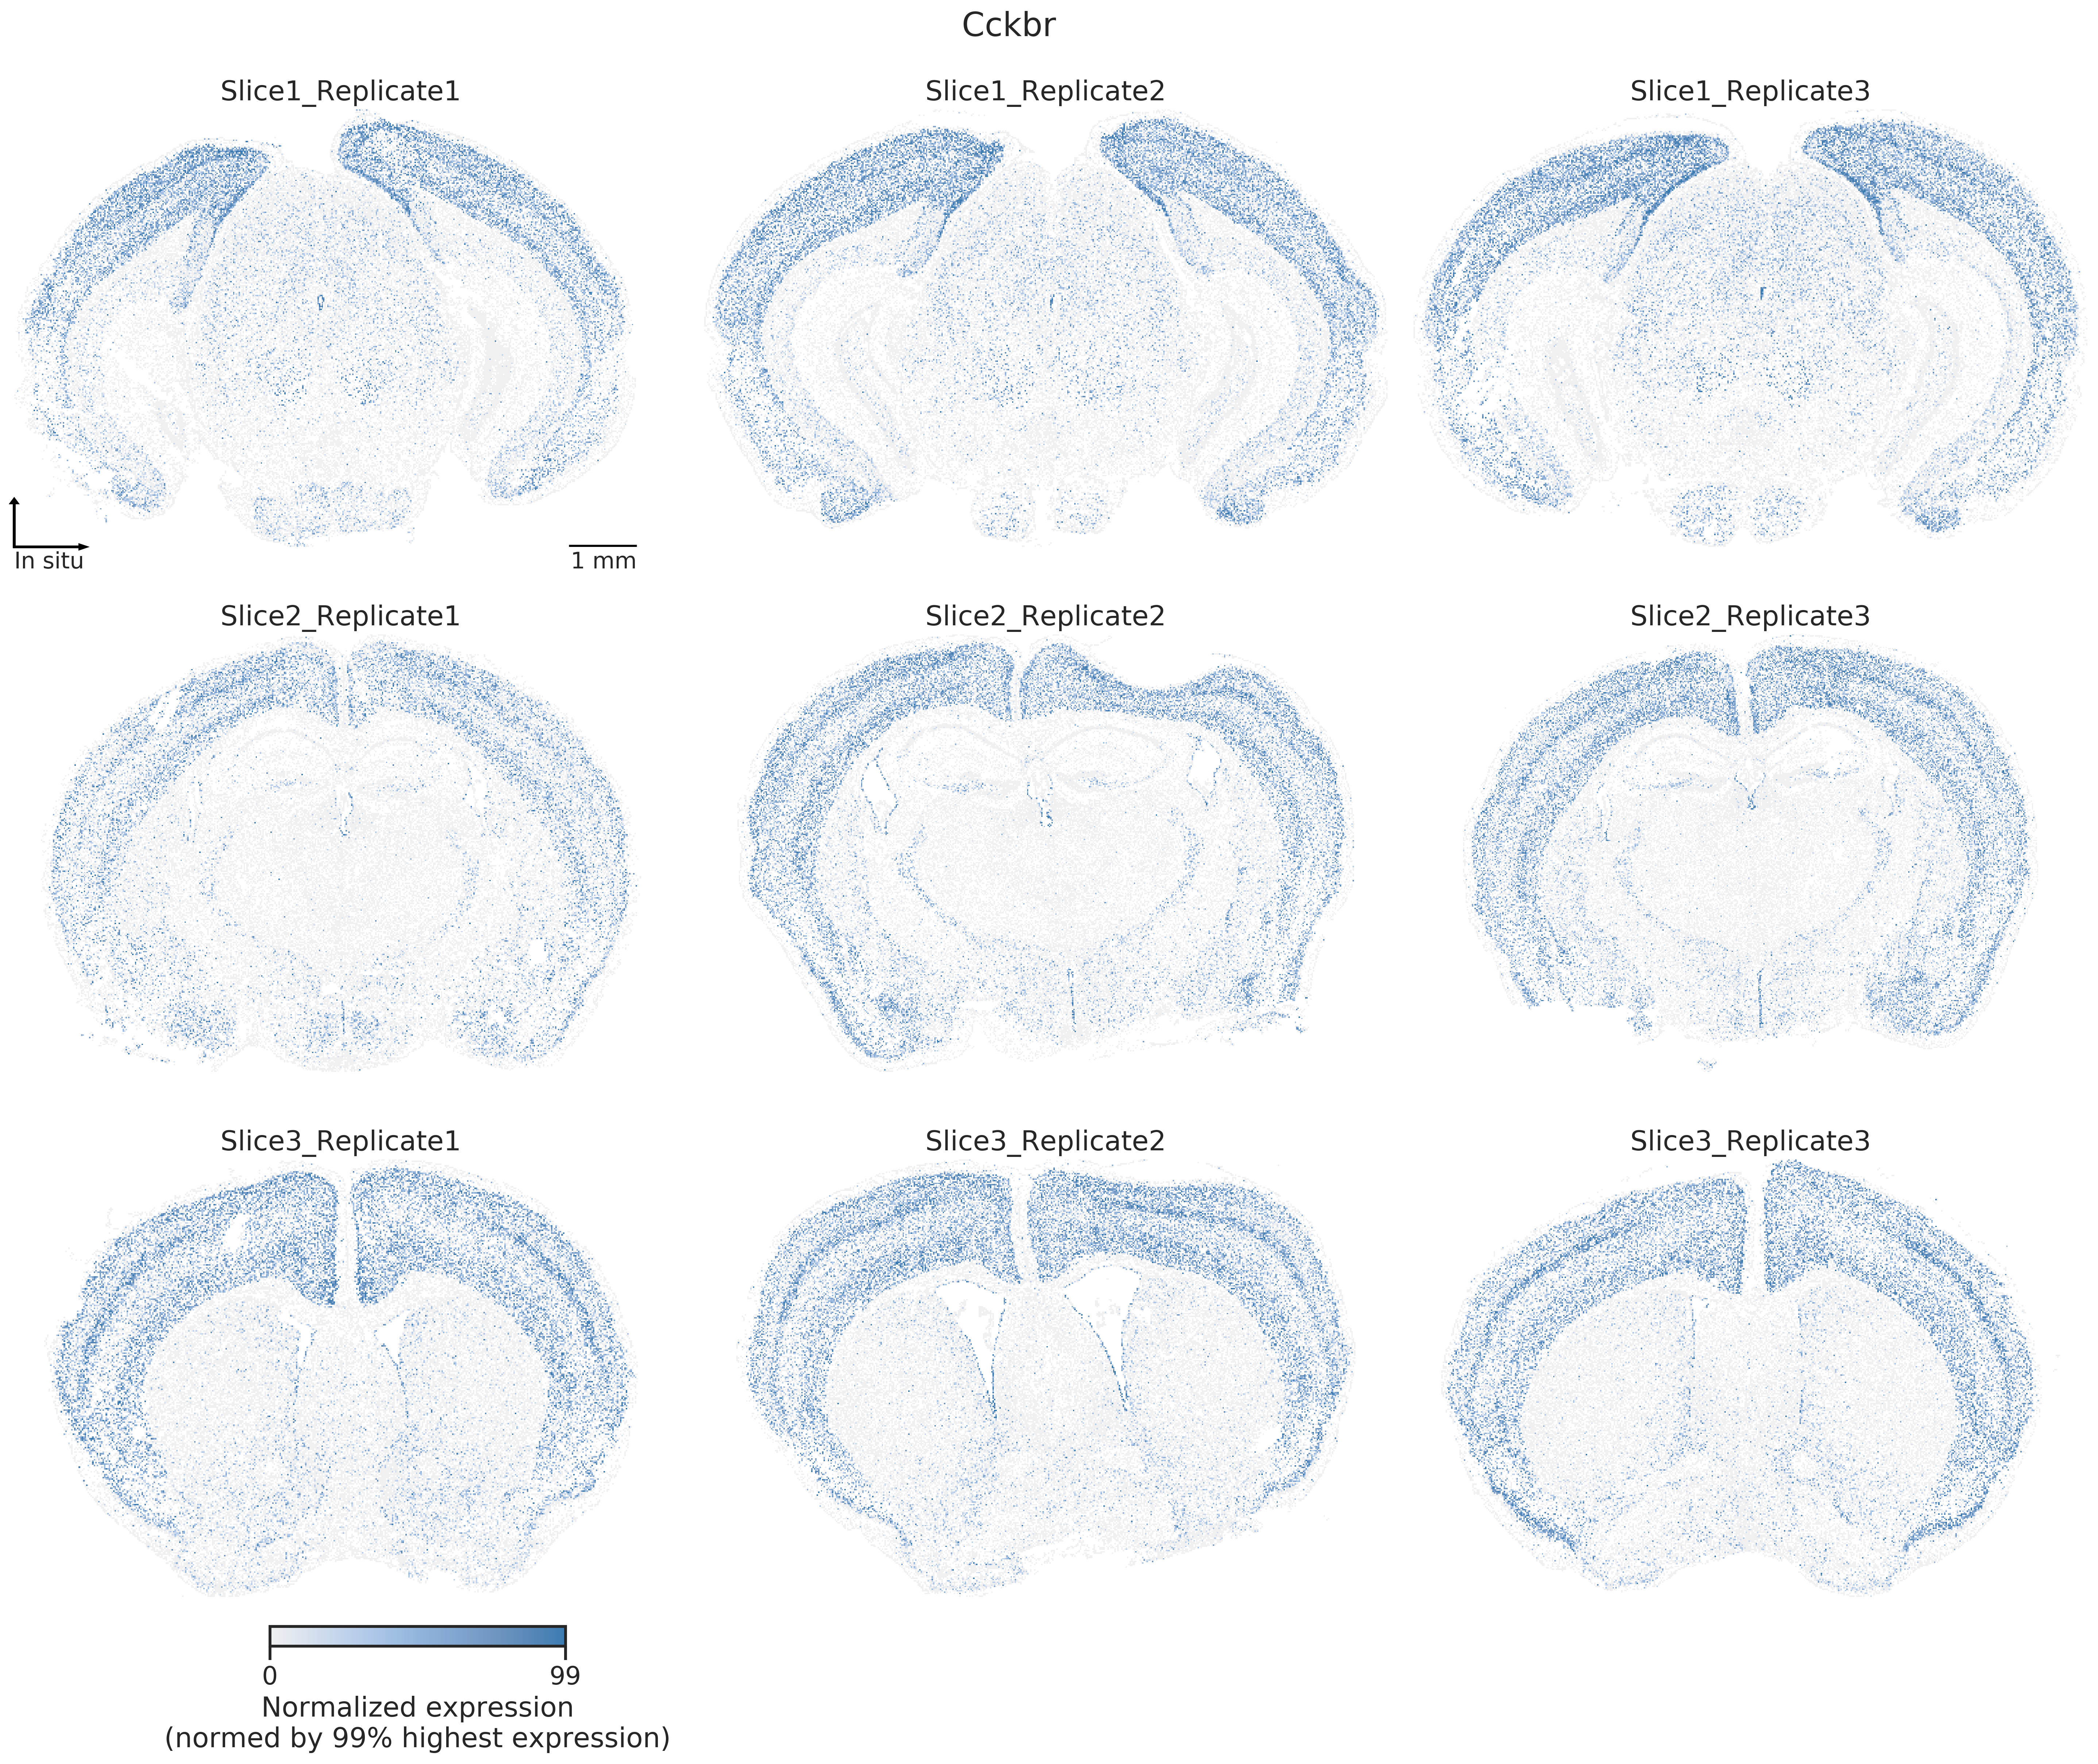 Cckbr
Slice1_Replicate1
Slice1_Replicate2
Slice1_Replicate3
In situ
1 mm
Slice2_Replicate1
Slice2_Replicate2
Slice2_Replicate3
Slice3_Replicate1
Slice3_Replicate2
Slice3_Replicate3
0
99
Normalized expression
(normed by 99% highest expression)